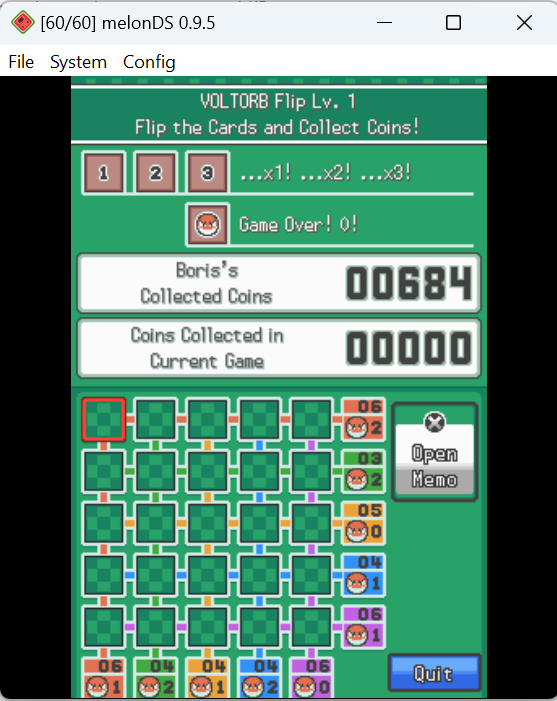 [60/60] melonDS 0.9.5
File System Config
VOLTORB Flip Lv. 1
Flip the Cards and Collect Coins!
1 2 3 ...x1! ...x2! ...x3!
Game Over! 0!
Boris's
Collected Coins
00684
Coins Collected in
Current Game
00000
06
2
03
2
05
0
04
1
06
1
Open
Memo
06 04 04 04 06
1 2 1 2 0
Quit